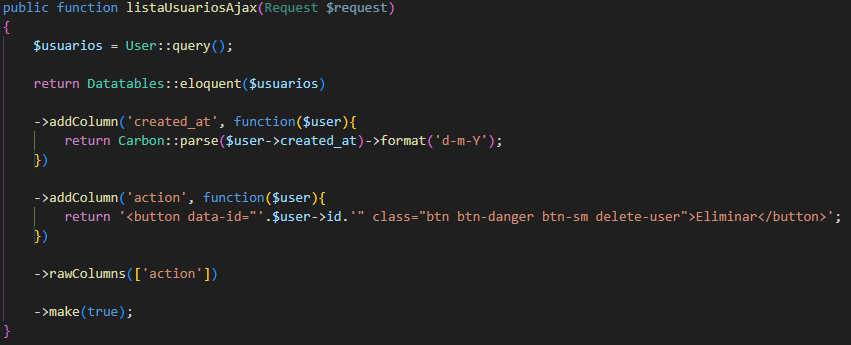 public function listaUsuariosAjax(Request $request)
{
$usuarios = User::query();
return Datatables::eloquent($usuarios)
->addColumn('created_at', function($user){
return Carbon::parse($user->created_at)->format('d-m-Y');
})
->addColumn('action', function($user){
return '<button data-id="'.$user->id.'" class="btn btn-danger btn-sm delete-user">Eliminar</button>';
})
->rawColumns(['action'])
->make(true);
}